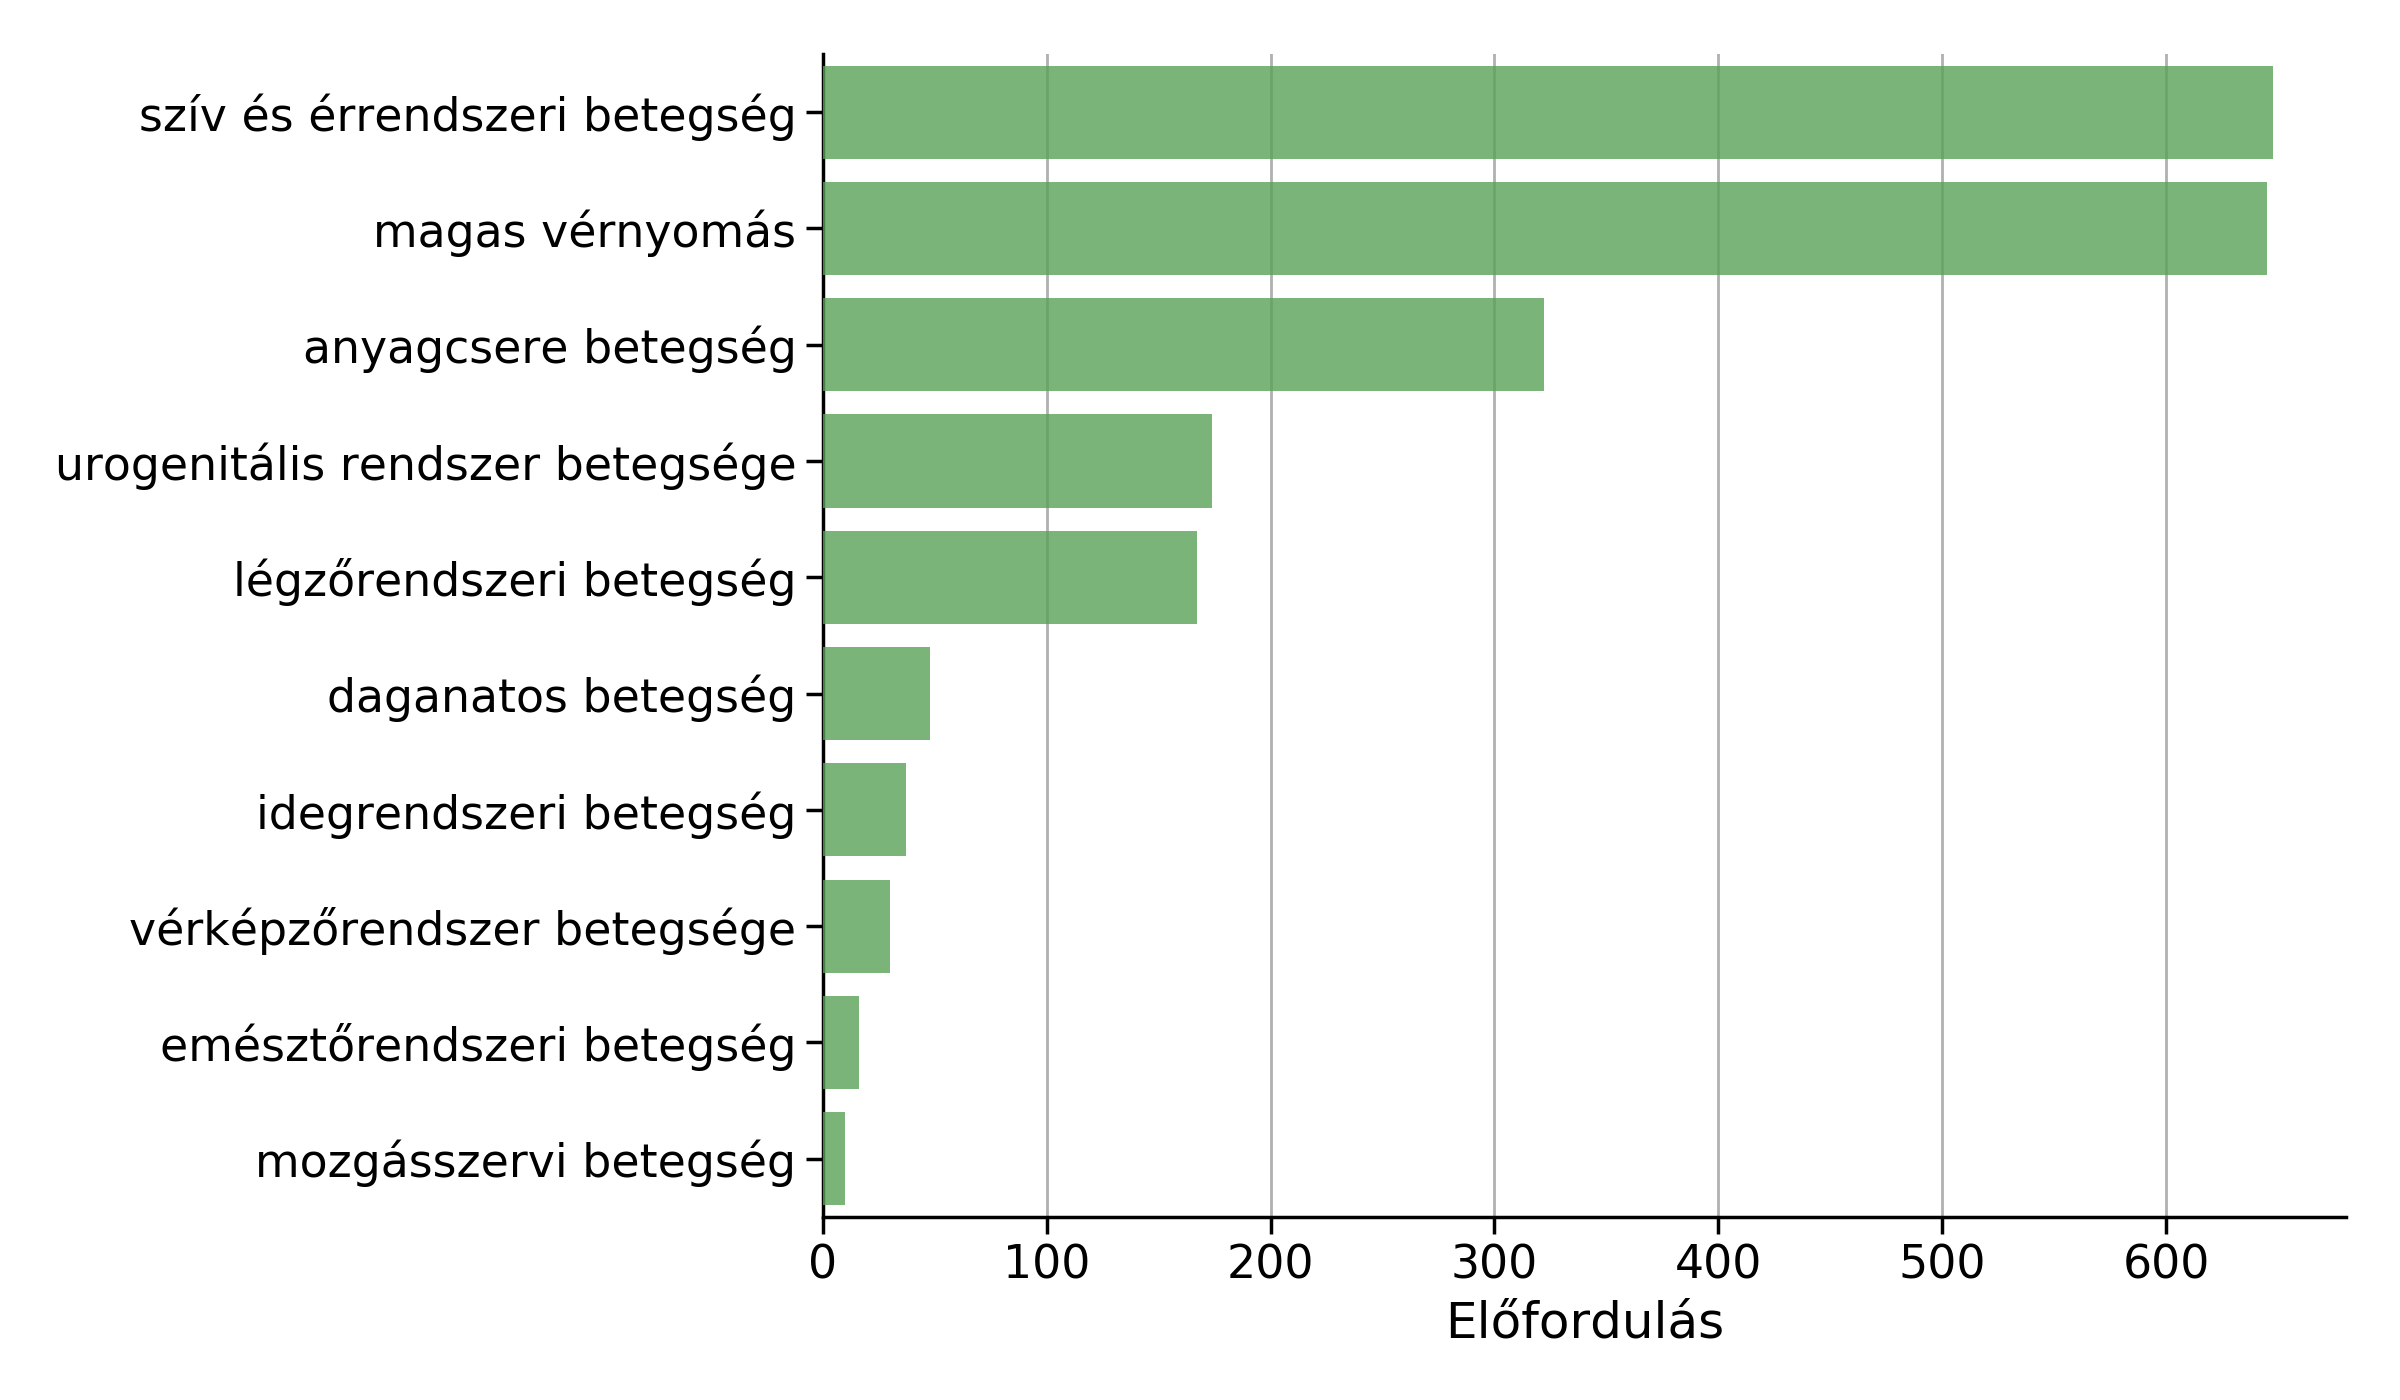 szív és érrendszeri betegség
magas vérnyomás
anyagcsere betegség
urogenitális rendszer betegsége
légzőrendszeri betegség
daganatos betegség
idegrendszeri betegség
vérképzőrendszer betegsége
emésztőrendszeri betegség
mozgásszervi betegség
0 100 200 300 400 500 600
Előfordulás